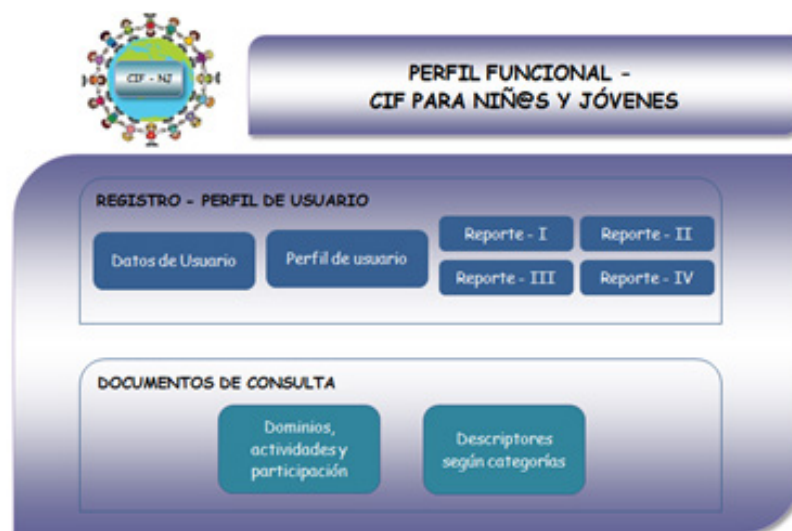 CIF - NJ
PERFIL FUNCIONAL -
CIF PARA NIÑ@S Y JÓVENES
REGISTRO - PERFIL DE USUARIO
Datos de Usuario
Perfil de usuario
Reporte - I
Reporte - II
Reporte - III
Reporte - IV
DOCUMENTOS DE CONSULTA
Dominios,
actividades y
participación
Descriptores
según categorías